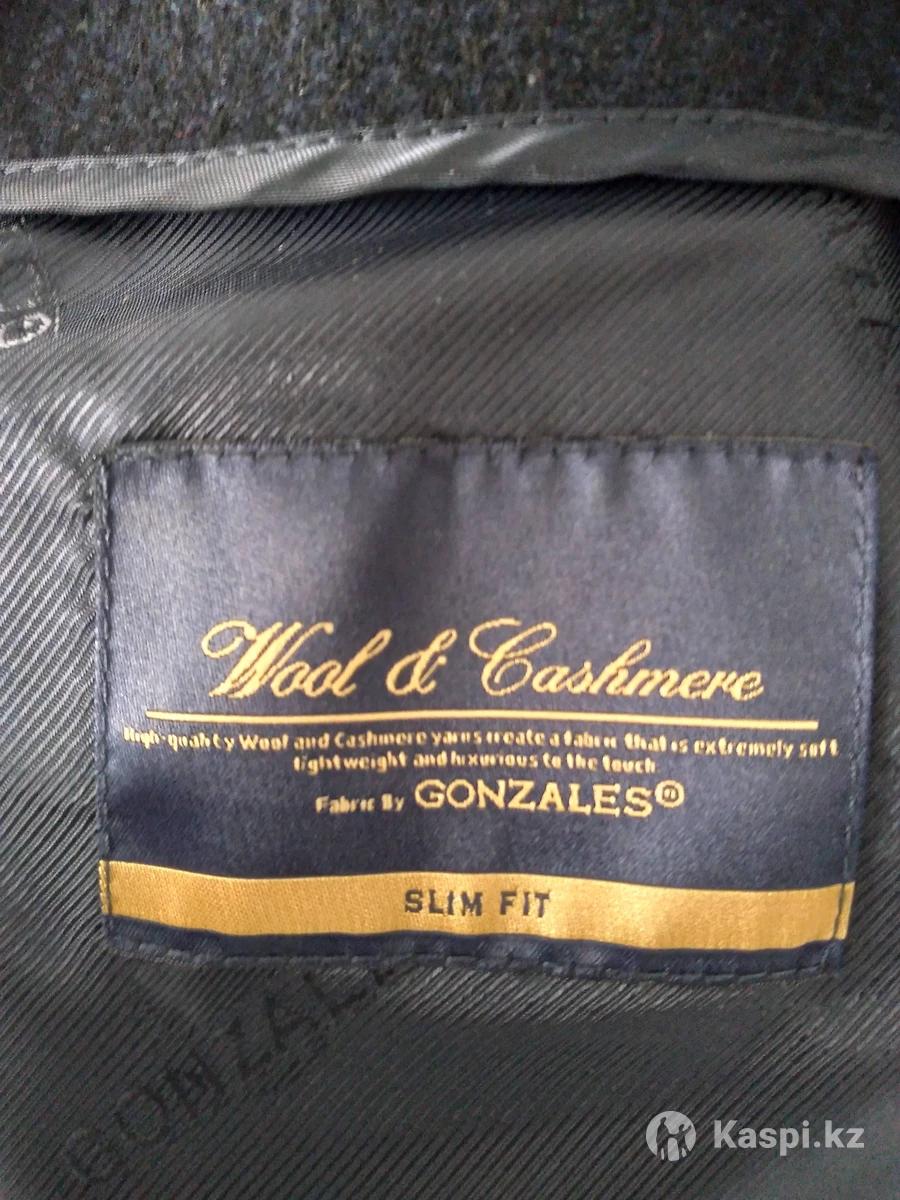 Wool & Cashmere
High-quality Wool and Cashmere yarns create a fabric that is extremely soft
lightweight and luxurious to the touch
Fabric By GONZALES®
SLIM FIT
GONZALE
Kaspi.kz